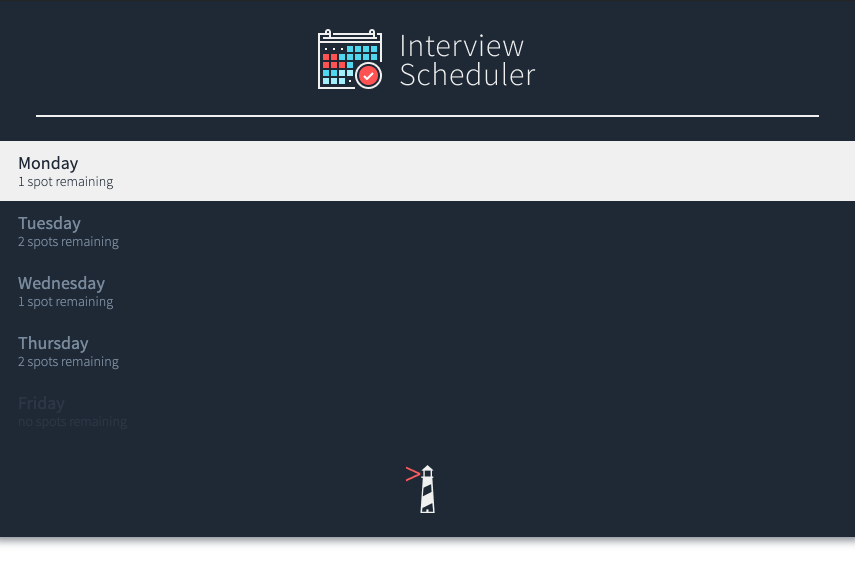 Interview
Scheduler
Monday
1 spot remaining
Tuesday
2 spots remaining
Wednesday
1 spot remaining
Thursday
2 spots remaining
Friday
no spots remaining